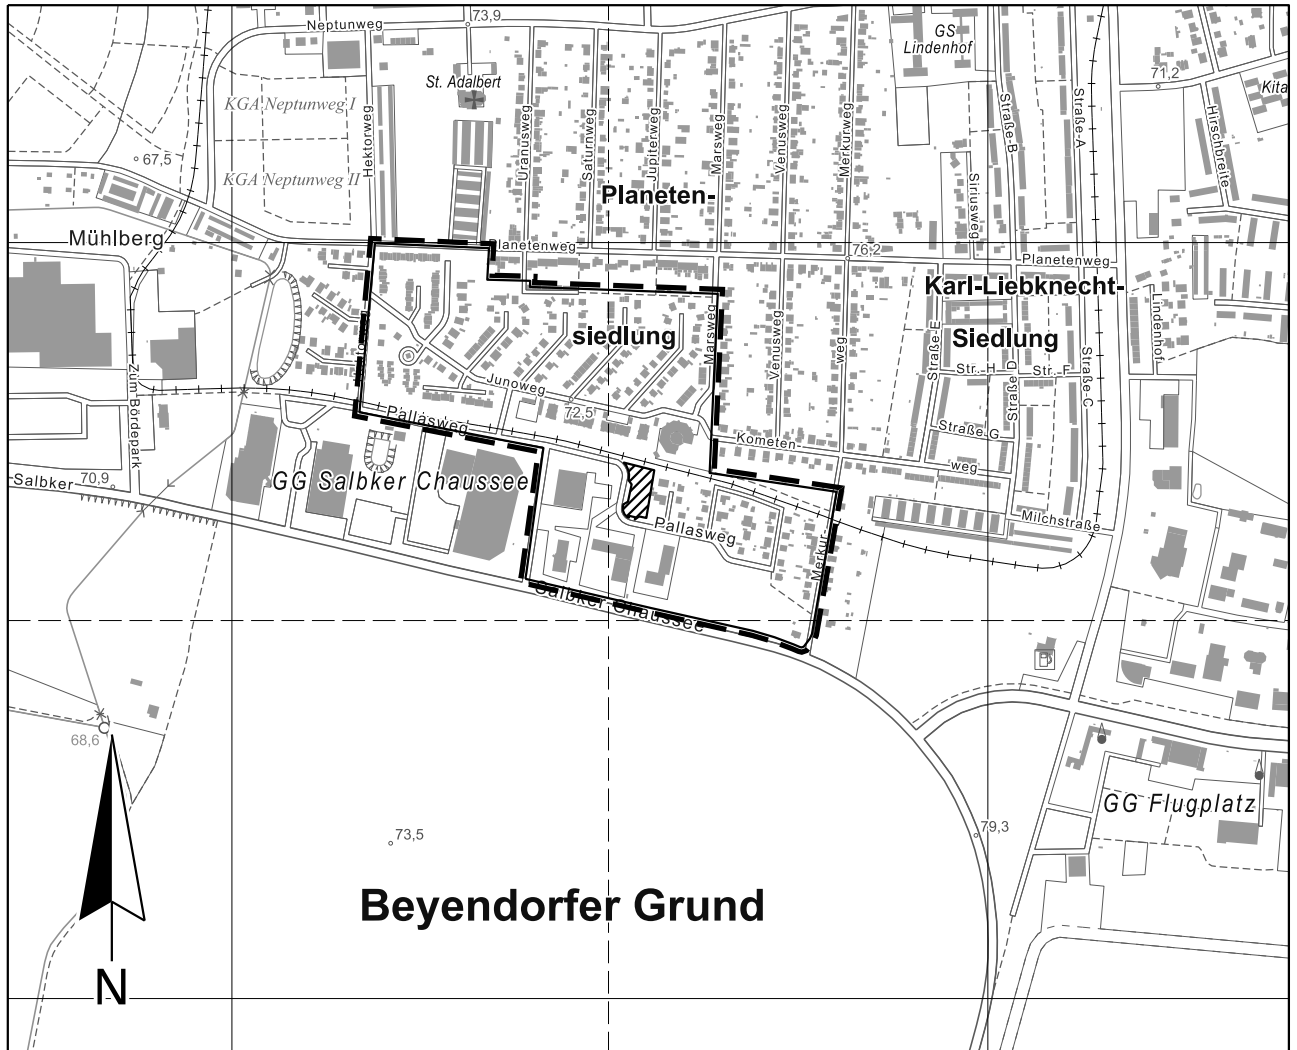 Neptunweg
73,9
GS
Lindenhof
St. Adalbert
71,2
Kita
KGA Neptunweg I
67,5
KGA Neptunweg II
Hektorweg
Uranusweg
Saturnweg
Jupiterweg
Marsweg
Venusweg
Merkurweg
Siriusweg
Straße-B
Straße-A
Hirschbreite
Planeten-
Mühlberg
lanetenweg
76,2
Planetenweg
Karl-Liebknecht-
siedlung
Siedlung
Marsweg
Venusweg
weg
Straße-E
Str. H
Straße D
Str. F
Straße-C
Lindenhof
Zum Bördepark
Junoweg
72,5
Pallasweg
Kometen-
weg
Straße-G
Salbker
70,9
GG Salbker Chaussee
Pallasweg
Merkur-
Milchstraße
Salbker Chaussee
68,6
GG Flugplatz
73,5
79,3
Beyendorfer Grund
N